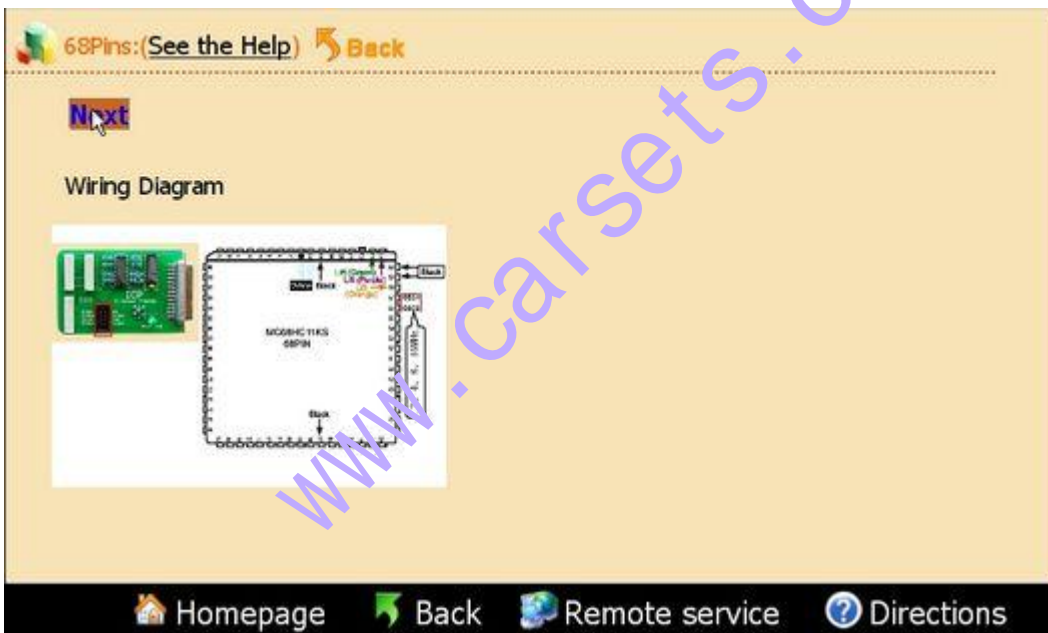 68Pins:(See the Help) Back
Next
Wiring Diagram
Black
Black
MC68HC11KS
68PIN
Black
www.carsets.co
Homepage Back Remote service Directions